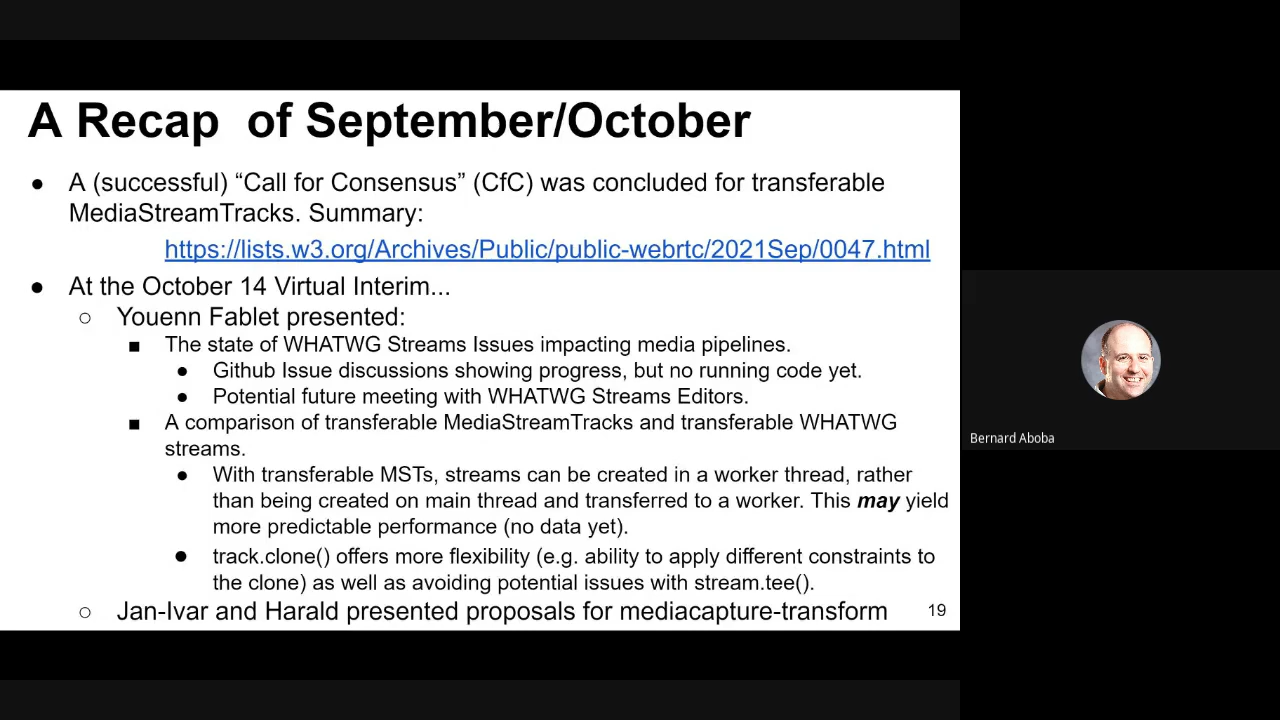 A Recap  of September/October
● A (successful) “Call for Consensus” (CfC) was concluded for transferable
MediaStreamTracks. Summary:
https://lists.w3.org/Archives/Public/public-webrtc/2021Sep/0047.html
● At the October 14 Virtual Interim...
○ Youenn Fablet presented:
■ The state of WHATWG Streams Issues impacting media pipelines.
● Github Issue discussions showing progress, but no running code yet.
● Potential future meeting with WHATWG Streams Editors.
■ A comparison of transferable MediaStreamTracks and transferable WHATWG
streams.
● With transferable MSTs, streams can be created in a worker thread, rather
than being created on main thread and transferred to a worker. This may yield
more predictable performance (no data yet).
● track.clone() offers more flexibility (e.g. ability to apply different constraints to
the clone) as well as avoiding potential issues with stream.tee().
○ Jan-Ivar and Harald presented proposals for mediacapture-transform
19
Bernard Aboba